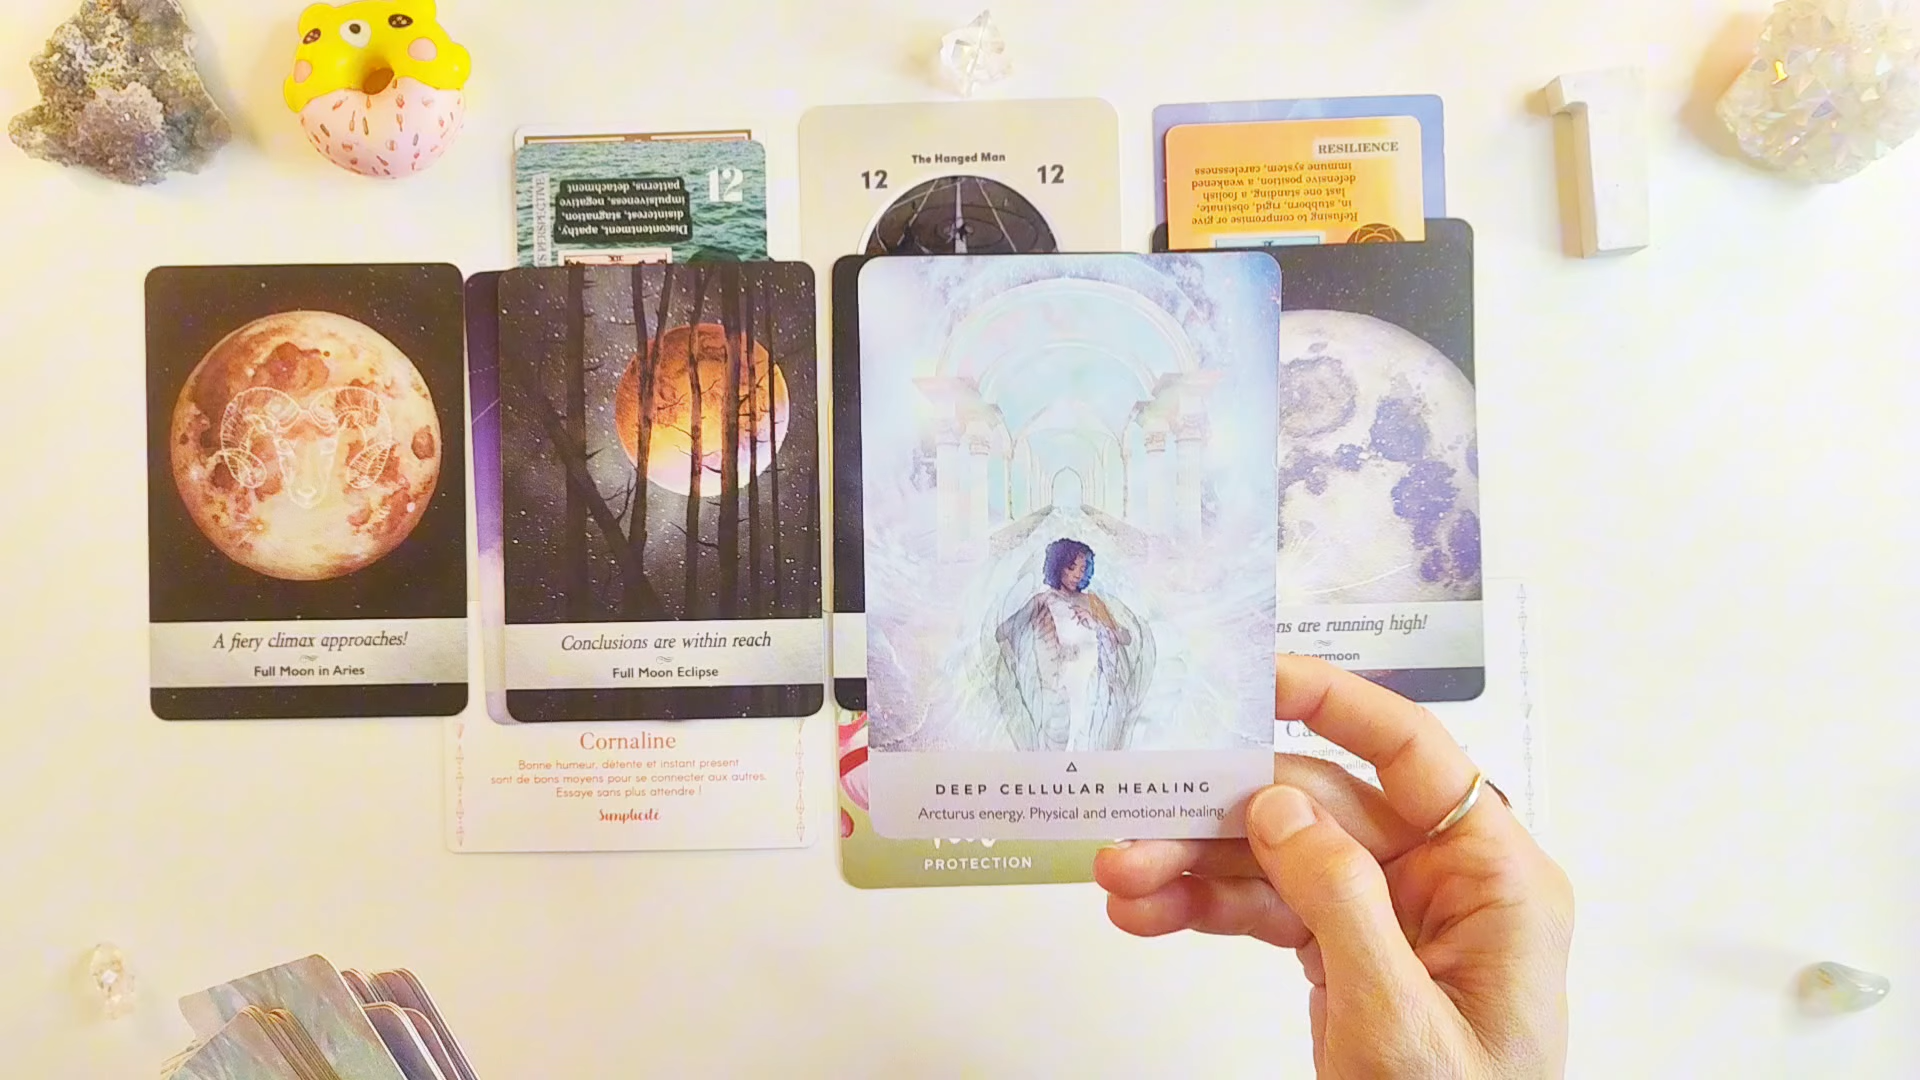 The Hanged Man
12
12
12
Discontentment, apathy,
disinterest, stagnation,
impulsiveness, negative
patterns, detachment
'S PERSPECTIVE
RESILIENCE
Refusing to compromise or give
in, stubborn, rigid, obstinate,
last one standing, a foolish
defensive position, a weakened
immune system, carelessness
A fiery climax approaches!
Full Moon in Aries
Conclusions are within reach
Full Moon Eclipse
ns are running high!
Supermoon
DEEP CELLULAR HEALING
Arcturus energy. Physical and emotional healing.
Cornaline
Bonne humeur, détente et instant présent
sont de bons moyens pour se connecter aux autres.
Essaye sans plus attendre !
Simplicité
PROTECTION
Ca